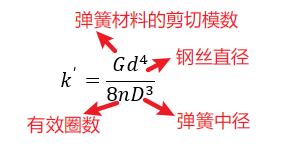 弹簧材料的剪切模数
钢丝直径
k' = Gd⁴ / 8nD³
有效圈数
弹簧中径